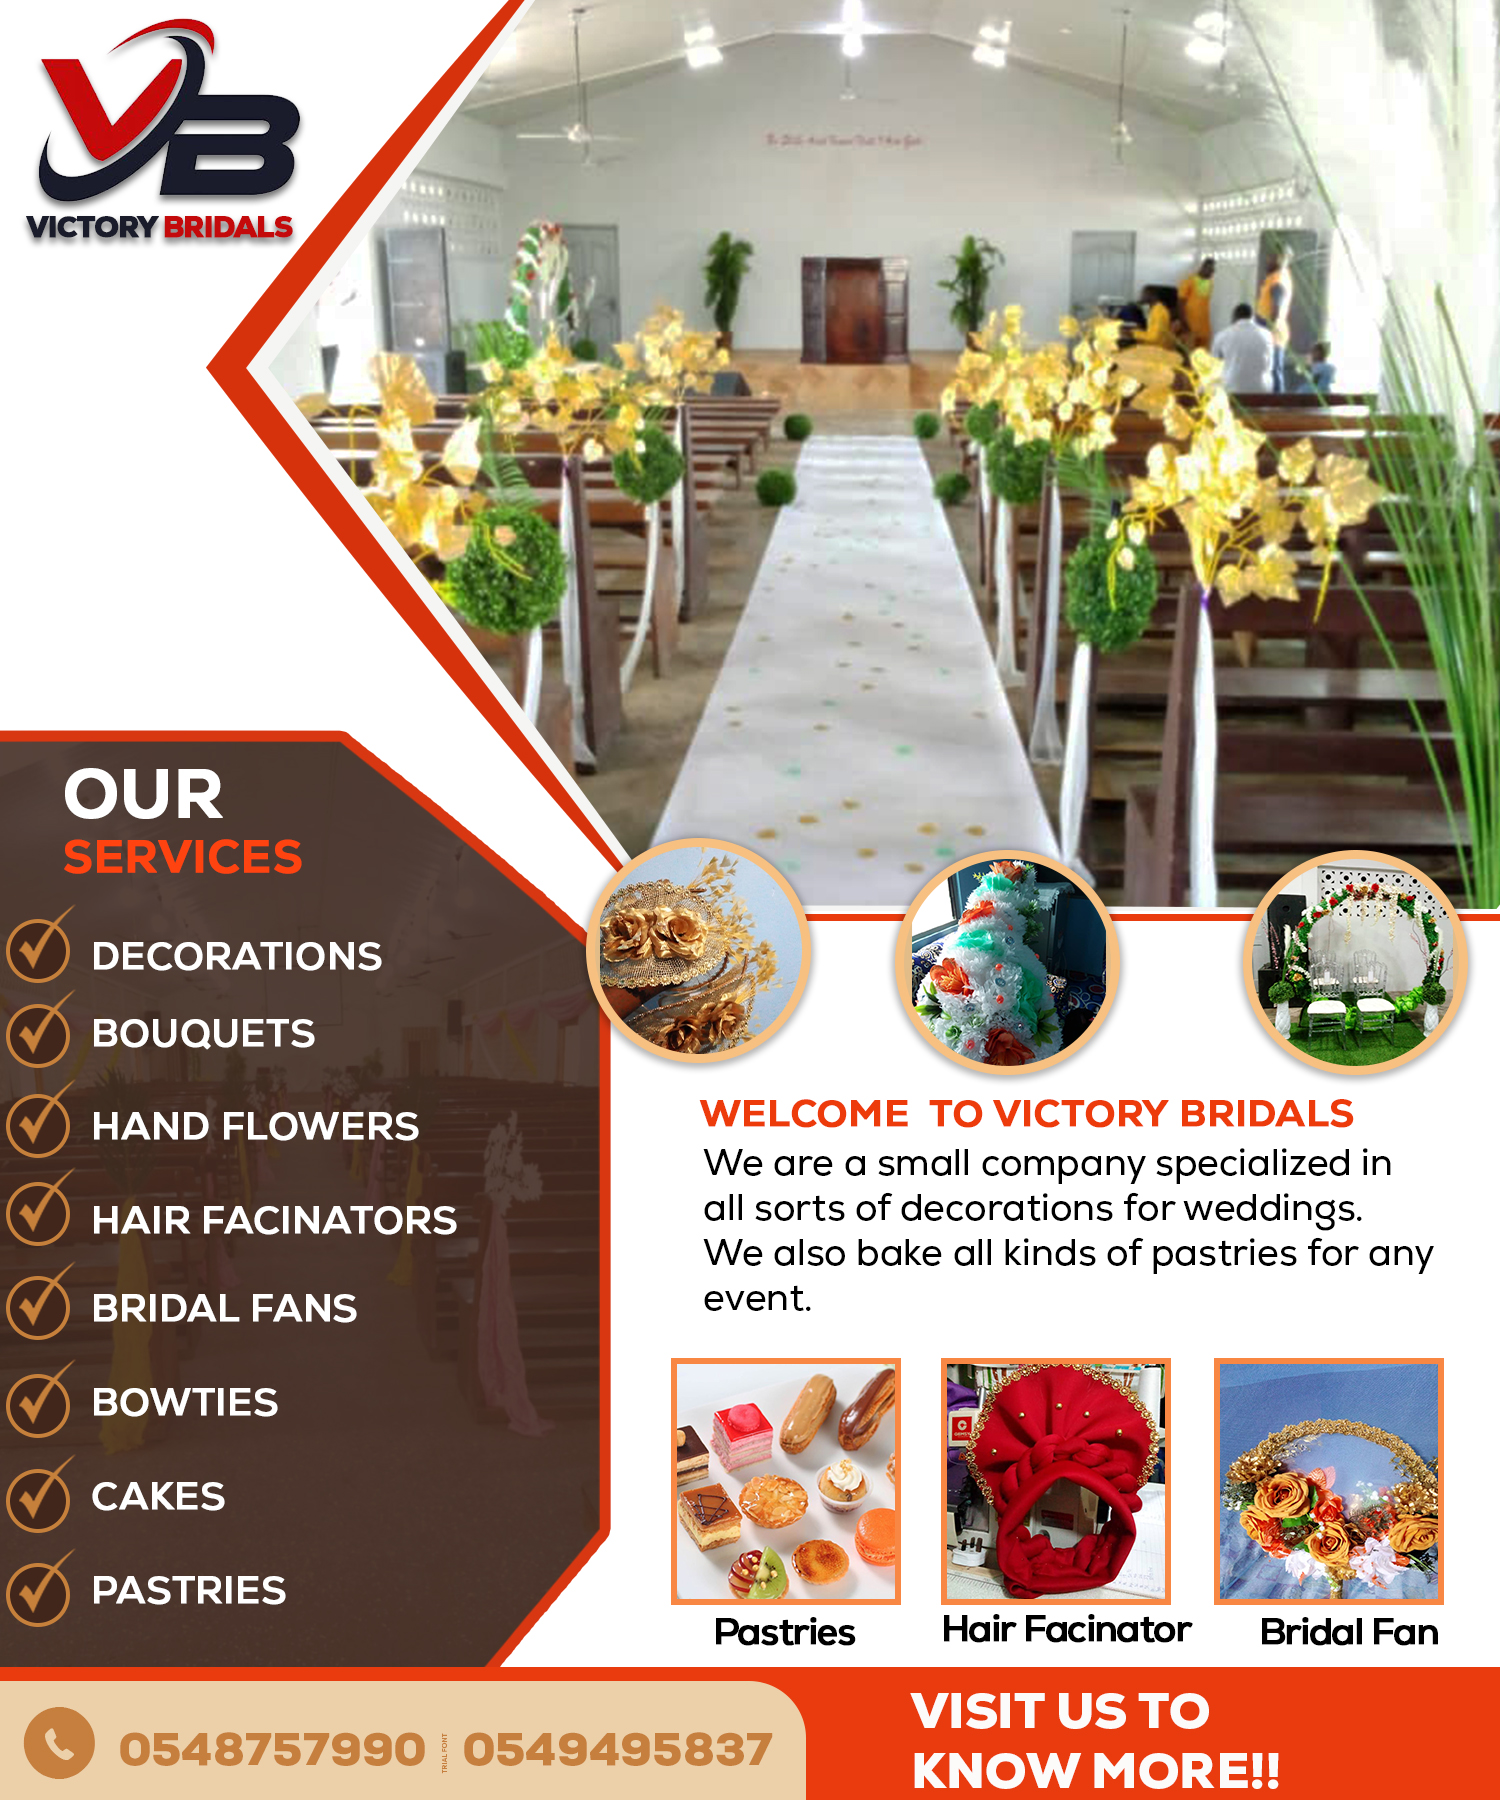 VB
VICTORY BRIDALS
OUR
SERVICES
DECORATIONS
BOUQUETS
HAND FLOWERS
HAIR FACINATORS
BRIDAL FANS
BOWTIES
CAKES
PASTRIES
WELCOME TO VICTORY BRIDALS
We are a small company specialized in
all sorts of decorations for weddings.
We also bake all kinds of pastries for any
event.
Pastries
Hair Facinator
Bridal Fan
0548757990
TRIAL FONT
0549495837
VISIT US TO
KNOW MORE!!